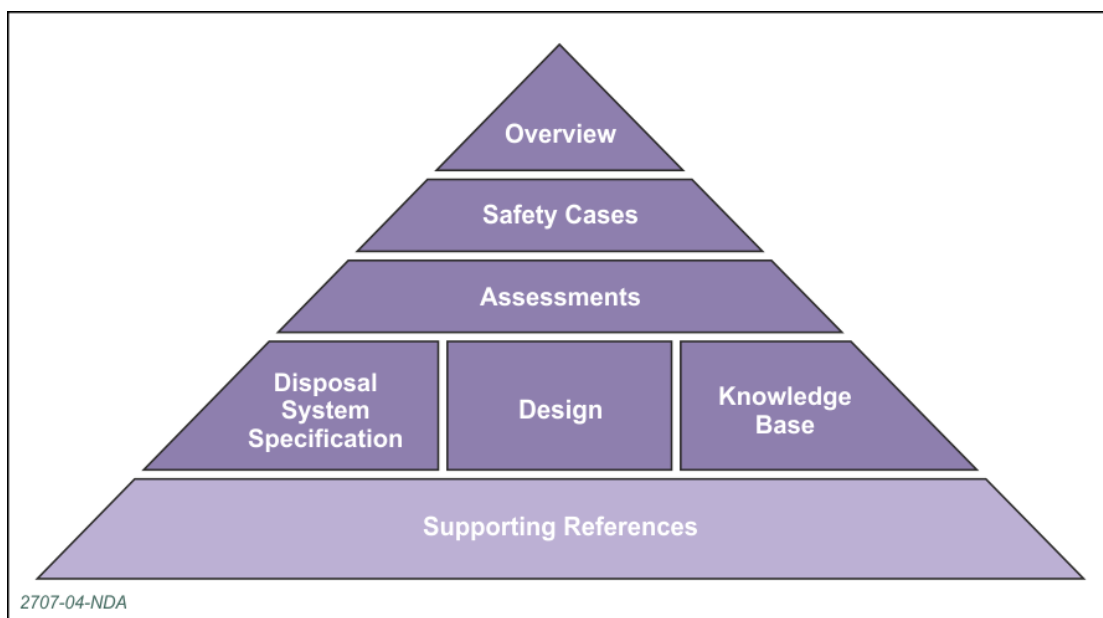 Overview
Safety Cases
Assessments
Disposal
System
Specification
Design
Knowledge
Base
Supporting References
2707-04-NDA